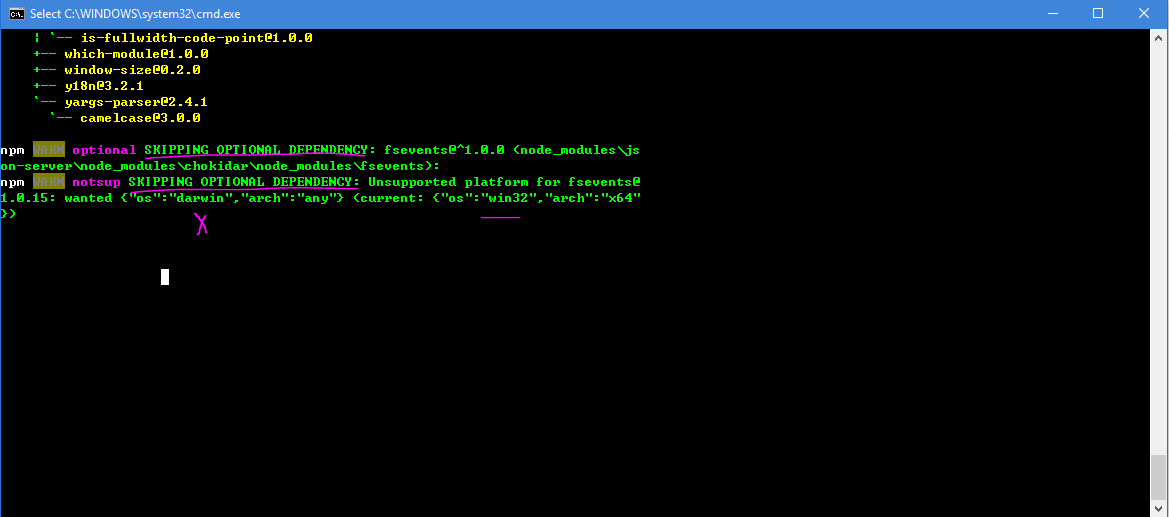 Select C:\WINDOWS\system32\cmd.exe
| `-- is-fullwidth-code-point@1.0.0
+-- which-module@1.0.0
+-- window-size@0.2.0
+-- y18n@3.2.1
`-- yargs-parser@2.4.1
`-- camelcase@3.0.0
npm WARN optional SKIPPING OPTIONAL DEPENDENCY: fsevents@^1.0.0 (node_modules\js
on-server\node_modules\chokidar\node_modules\fsevents):
npm WARN notsup SKIPPING OPTIONAL DEPENDENCY: Unsupported platform for fsevents@
1.0.15: wanted {"os":"darwin","arch":"any"} (current: {"os":"win32","arch":"x64"
})
X